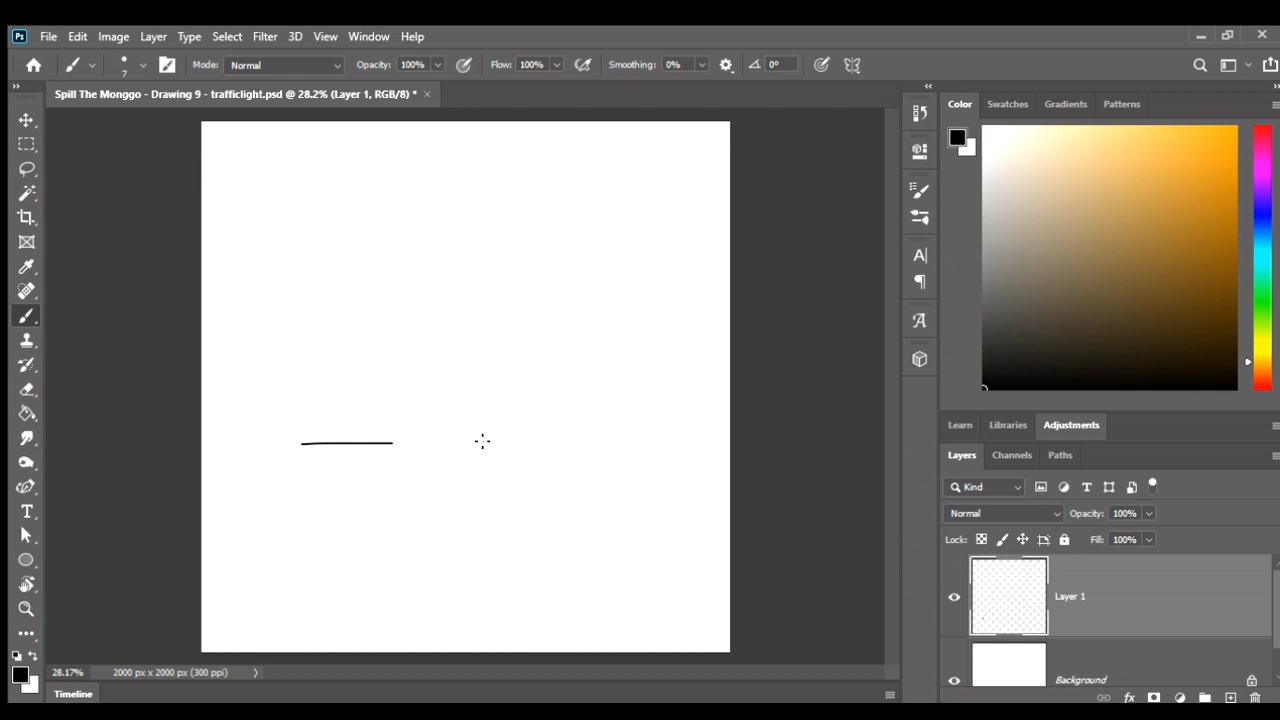 Ps File Edit Image Layer Type Select Filter 3D View Window Help
7 Mode: Normal Opacity: 100% Flow: 100% Smoothing: 0% 0°
Spill The Monggo - Drawing 9 - trafficlight.psd @ 28.2% (Layer 1, RGB/8) *
Color Swatches Gradients Patterns
Learn Libraries Adjustments
Layers Channels Paths
Kind
Normal Opacity: 100%
Lock: Fill: 100%
Layer 1
Background
28.17% 2000 px x 2000 px (300 ppi)
Timeline